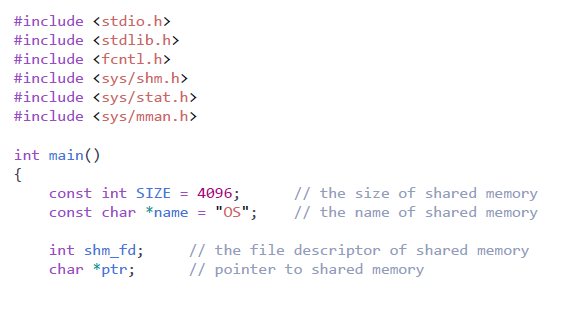 #include <stdio.h>
#include <stdlib.h>
#include <fcntl.h>
#include <sys/shm.h>
#include <sys/stat.h>
#include <sys/mman.h>

int main()
{
    const int SIZE = 4096;      // the size of shared memory
    const char *name = "OS";    // the name of shared memory

    int shm_fd;     // the file descriptor of shared memory
    char *ptr;      // pointer to shared memory